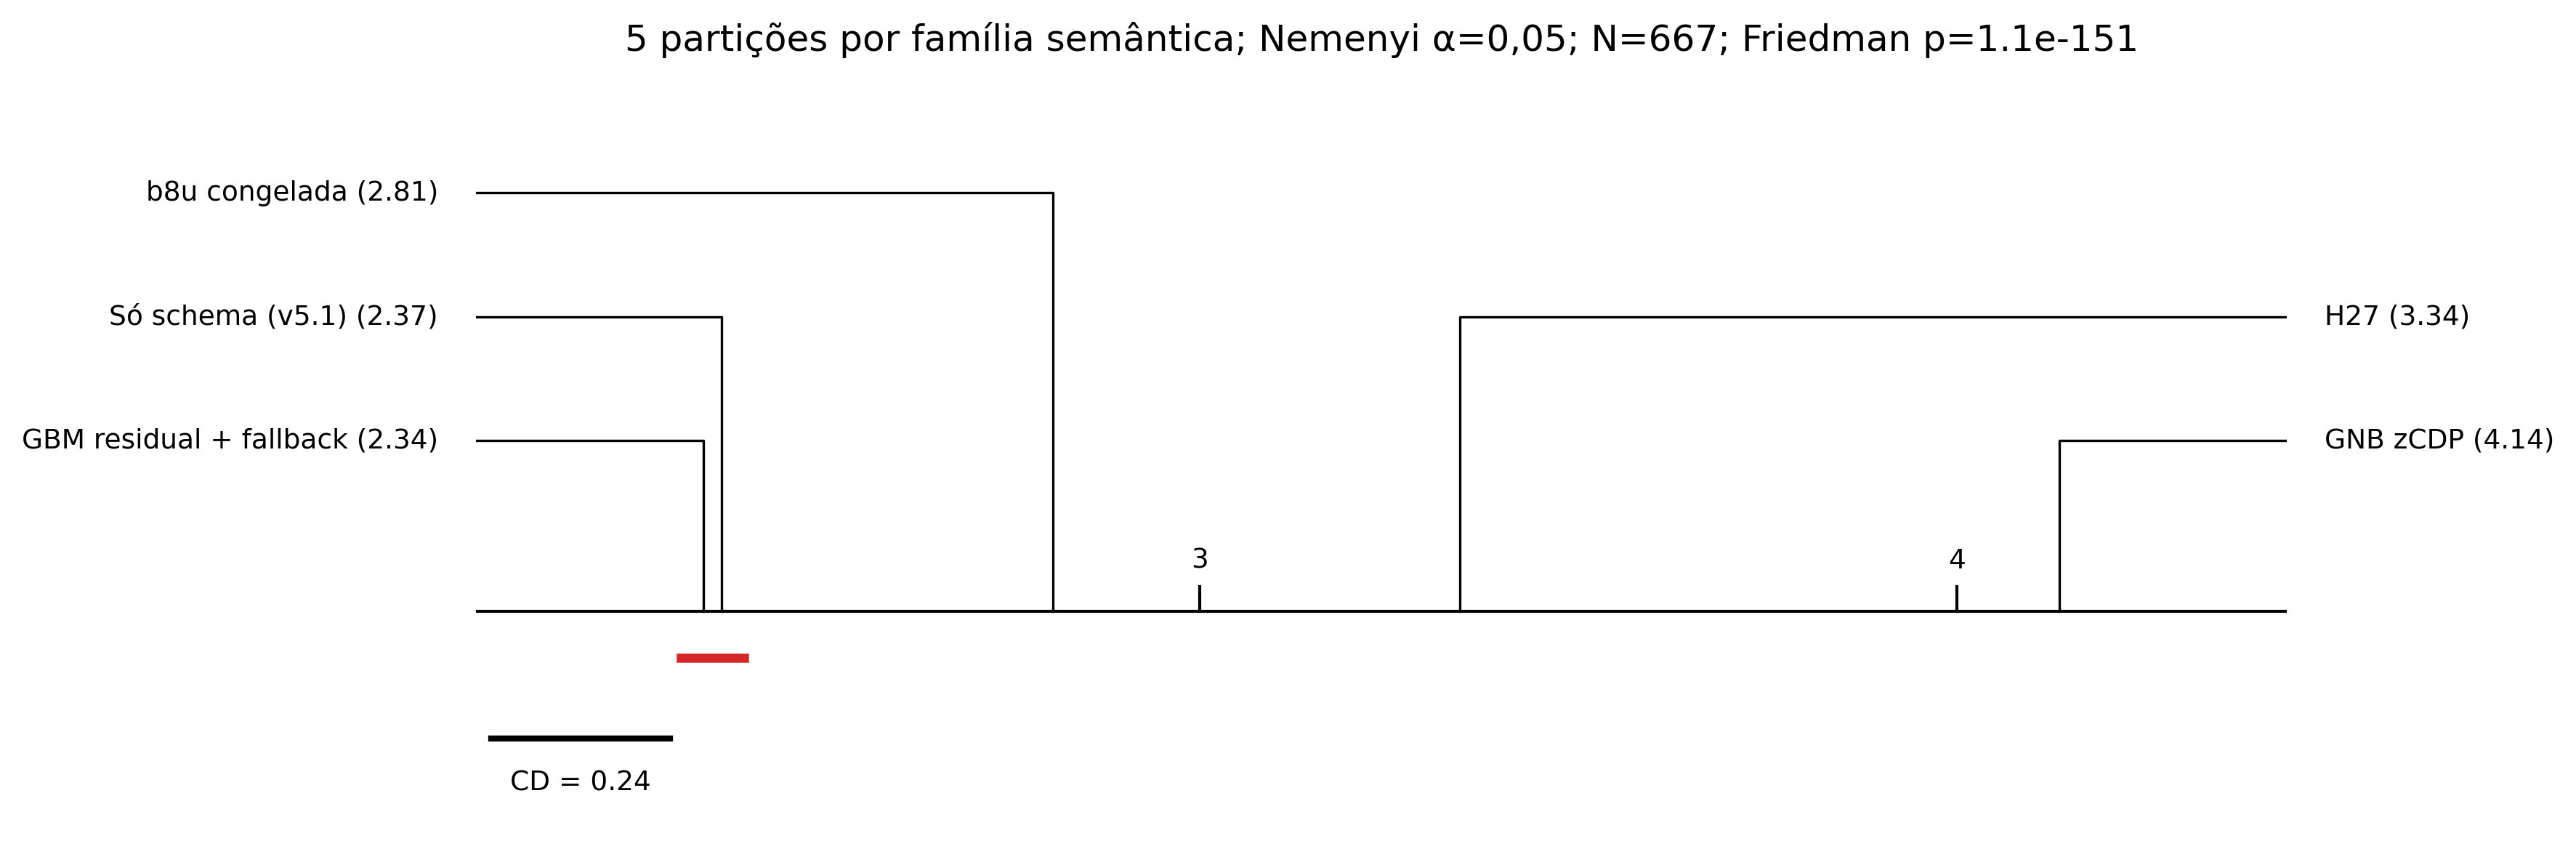 5 partições por família semântica; Nemenyi α=0,05; N=667; Friedman p=1.1e-151
b8u congelada (2.81)
Só schema (v5.1) (2.37)
H27 (3.34)
GBM residual + fallback (2.34)
GNB zCDP (4.14)
3
4
CD = 0.24